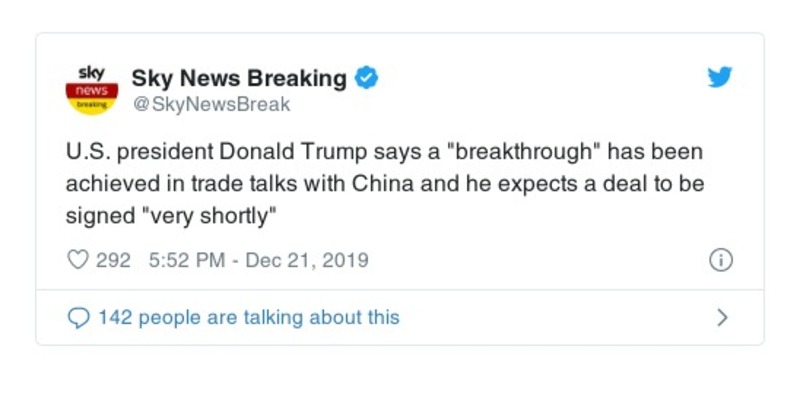 sky
news
breaking
Sky News Breaking
@SkyNewsBreak
U.S. president Donald Trump says a "breakthrough" has been
achieved in trade talks with China and he expects a deal to be
signed "very shortly"
292 5:52 PM - Dec 21, 2019
142 people are talking about this